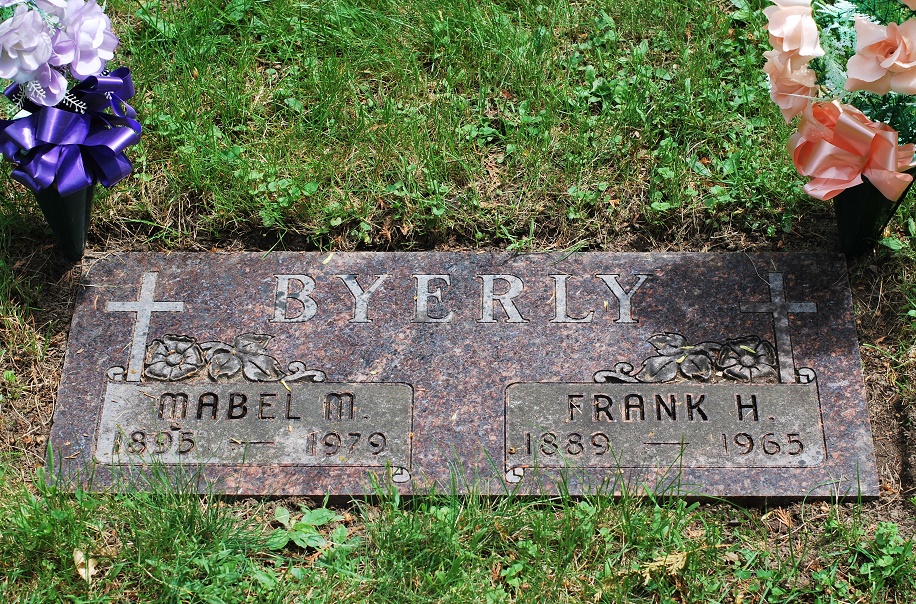 BYERLY
MABEL M.
1895 — 1979
FRANK H.
1889 — 1965